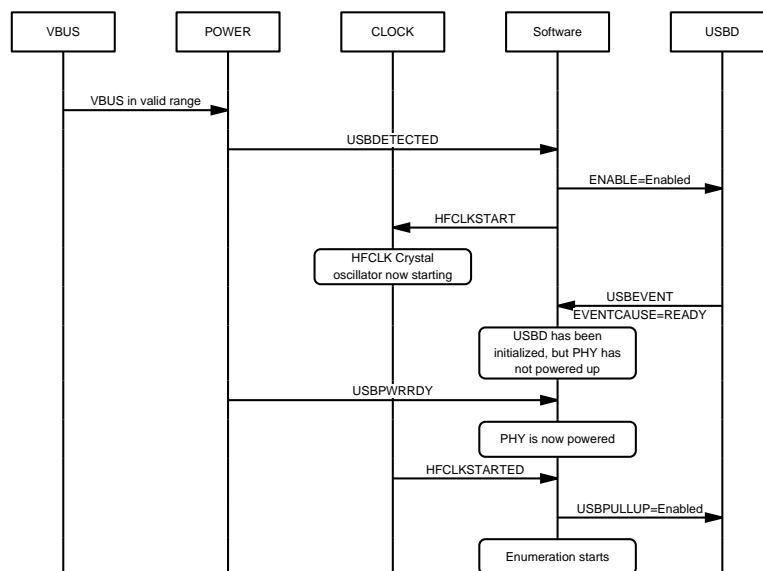 VBUS
POWER
CLOCK
Software
USBD
VBUS in valid range
USBDETECTED
ENABLE=Enabled
HFCLKSTART
HFCLK Crystal
oscillator now starting
USBEVENT
EVENTCAUSE=READY
USBD has been
initialized, but PHY has
not powered up
USBPWRRDY
PHY is now powered
HFCLKSTARTED
USBPULLUP=Enabled
Enumeration starts